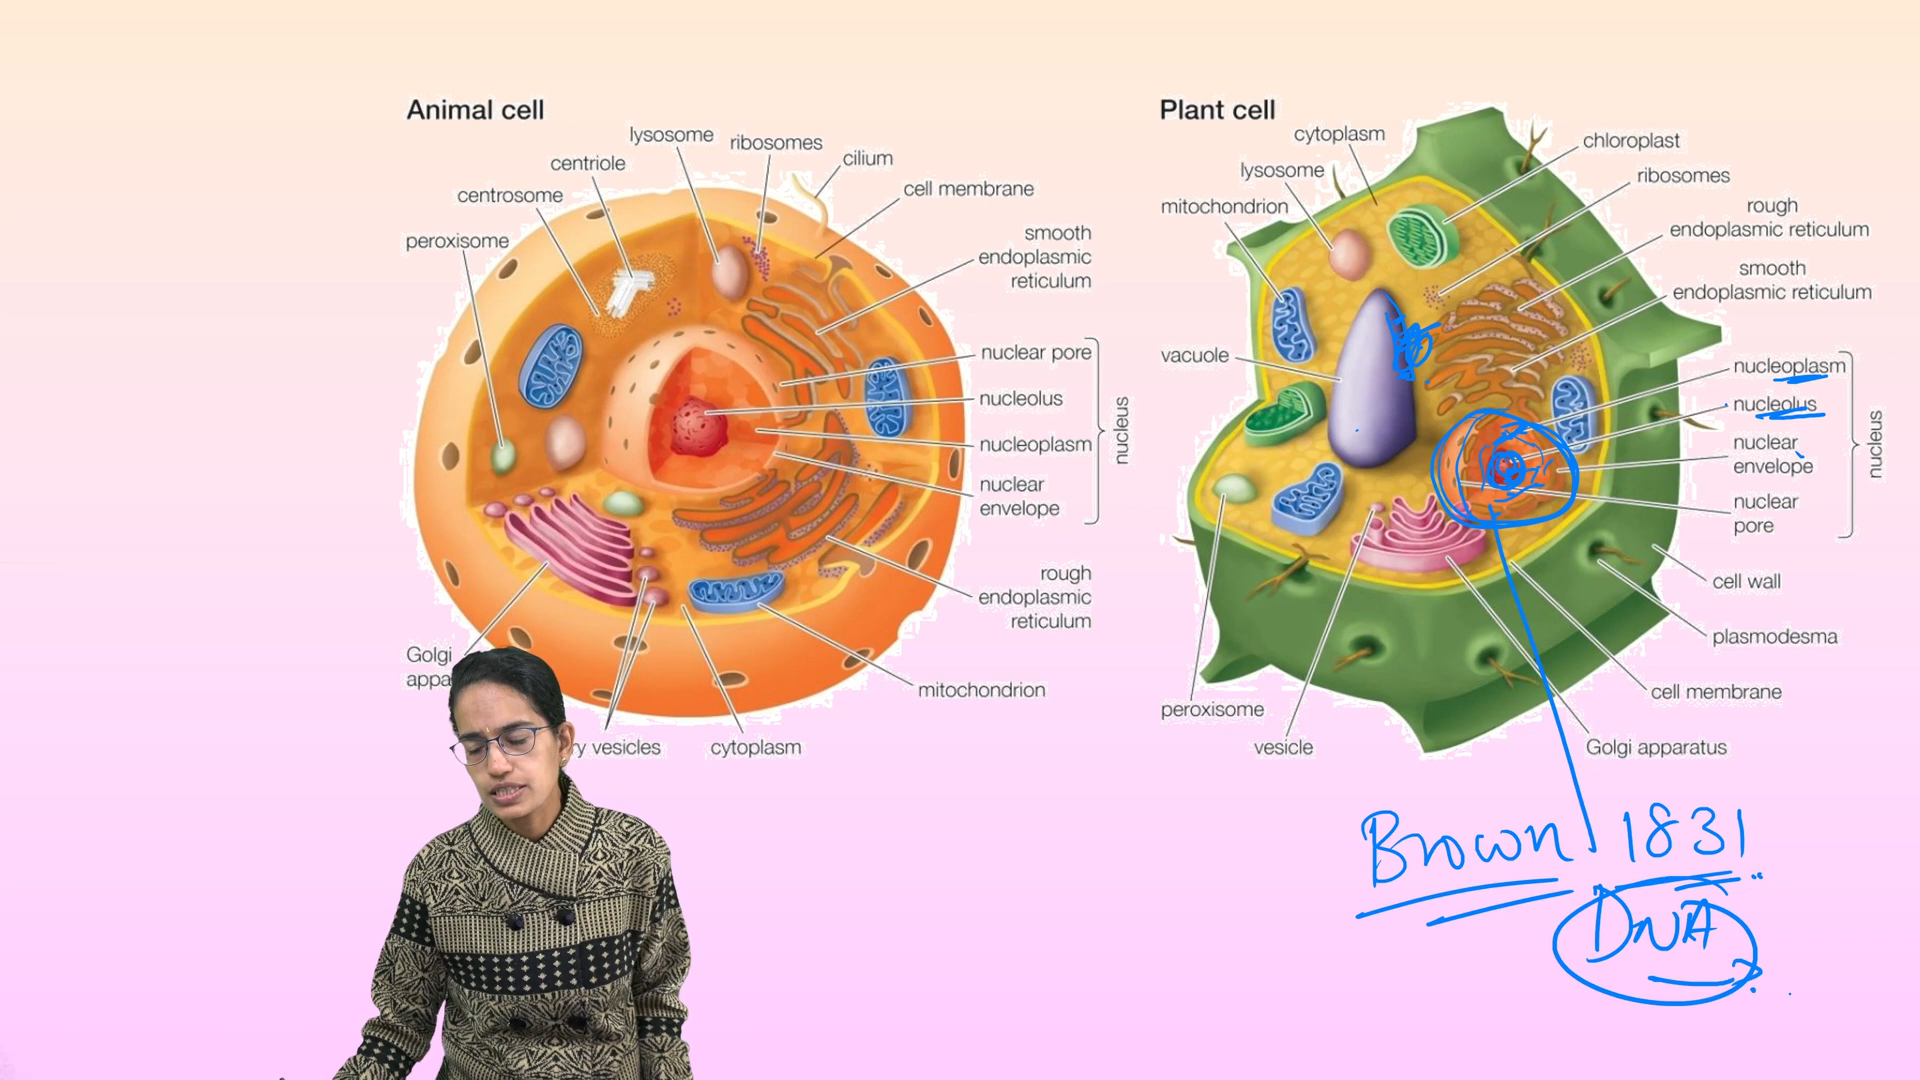 Animal cell
lysosome
ribosomes
centriole
cilium
centrosome
cell membrane
peroxisome
smooth
endoplasmic
reticulum
nuclear pore
nucleolus
nucleoplasm
nuclear
envelope
nucleus
rough
endoplasmic
reticulum
Golgi
appa
mitochondrion
ry vesicles
cytoplasm
Plant cell
cytoplasm
chloroplast
lysosome
ribosomes
mitochondrion
rough
endoplasmic reticulum
smooth
endoplasmic reticulum
vacuole
nucleoplasm
nucleolus
nuclear
envelope
nuclear
pore
nucleus
cell wall
plasmodesma
cell membrane
peroxisome
vesicle
Golgi apparatus
Brown 1831
DNA